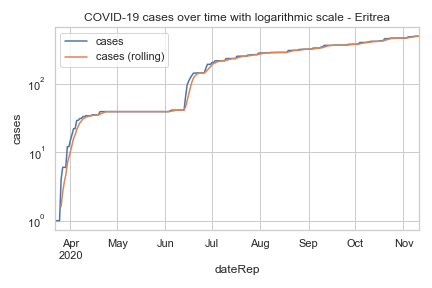 COVID-19 cases over time with logarithmic scale - Eritrea
cases
cases (rolling)
cases
10²
10¹
10⁰
Apr May Jun Jul Aug Sep Oct Nov
2020
dateRep